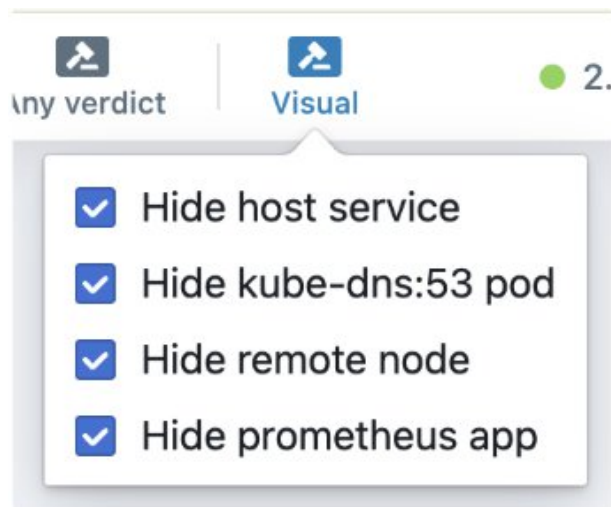 ny verdict
Visual
2.
Hide host service
Hide kube-dns:53 pod
Hide remote node
Hide prometheus app